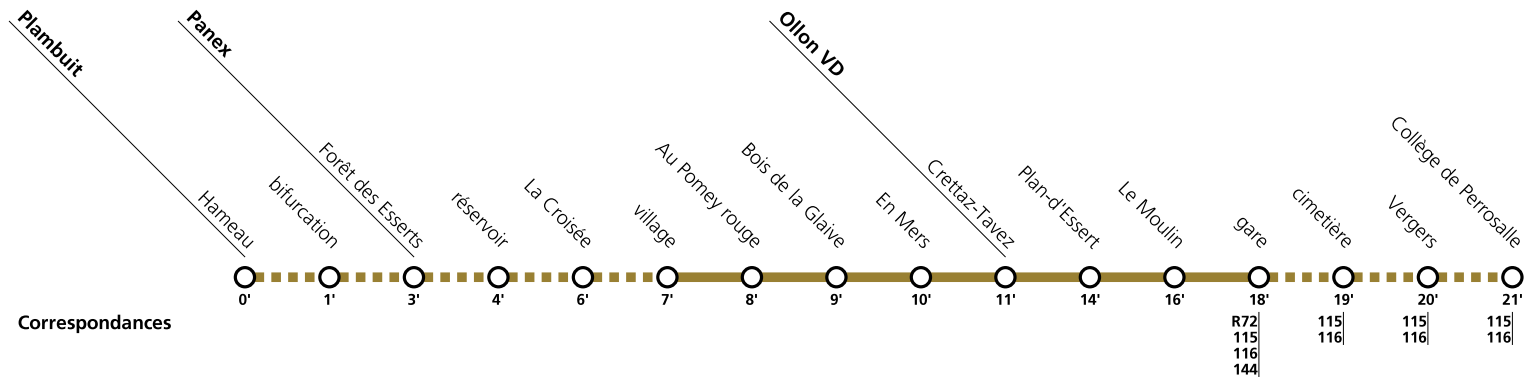 Plambuit
Hameau
bifurcation
Panex
Forêt des Esserts
réservoir
La Croisée
village
Au Pomey rouge
Bois de la Glaive
En Mers
Ollon VD
Crettaz-Tavez
Plan-d'Essert
Le Moulin
gare
cimetière
Vergers
Collège de Perrosalle
0' 1' 3' 4' 6' 7' 8' 9' 10' 11' 14' 16' 18' 19' 20' 21'
Correspondances
R72 115 115 115
115 116 116 116
116
144